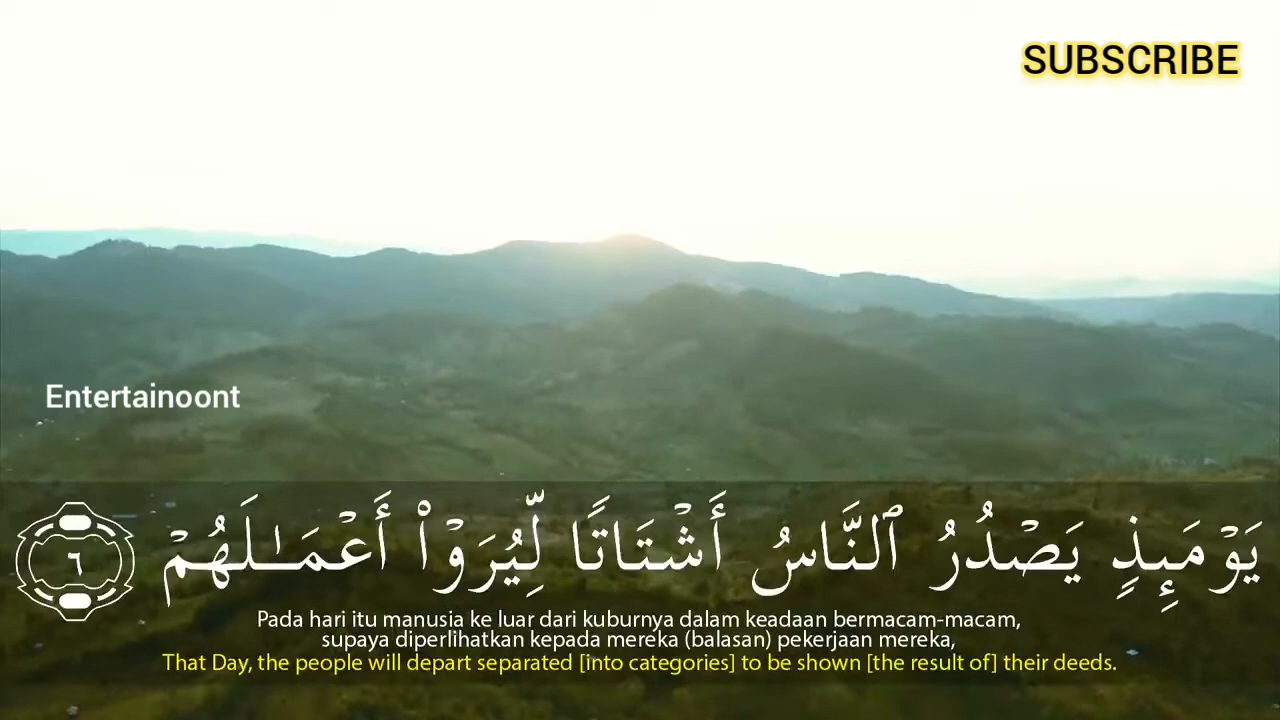 SUBSCRIBE
Entertainoont
يَوْمَئِذٍ يَصْدُرُ ٱلنَّاسُ أَشْتَاتًا لِّيُرَوْا۟ أَعْمَـٰلَهُمْ ٦
Pada hari itu manusia ke luar dari kuburnya dalam keadaan bermacam-macam,
supaya diperlihatkan kepada mereka (balasan) pekerjaan mereka,
That Day, the people will depart separated [into categories] to be shown [the result of] their deeds.